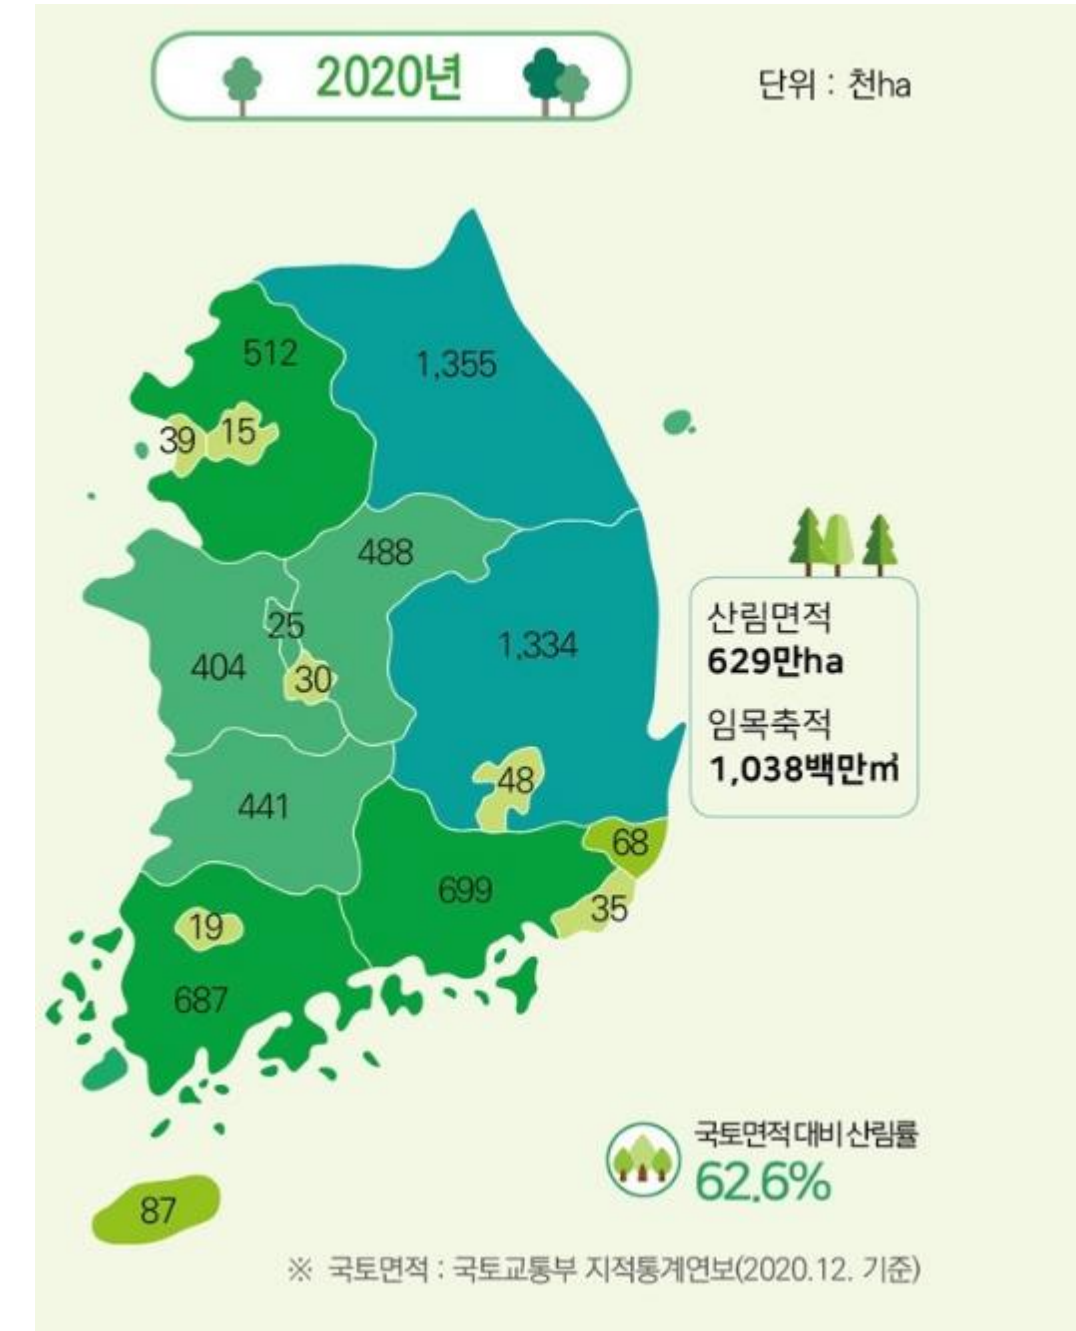 2020년
단위 : 천ha
512
1,355
39
15
488
25
1,334
404
30
48
441
68
699
35
19
687
87
산림면적
629만ha
임목축적
1,038백만㎥
국토면적 대비 산림률
62.6%
※ 국토면적 : 국토교통부 지적통계연보(2020.12. 기준)